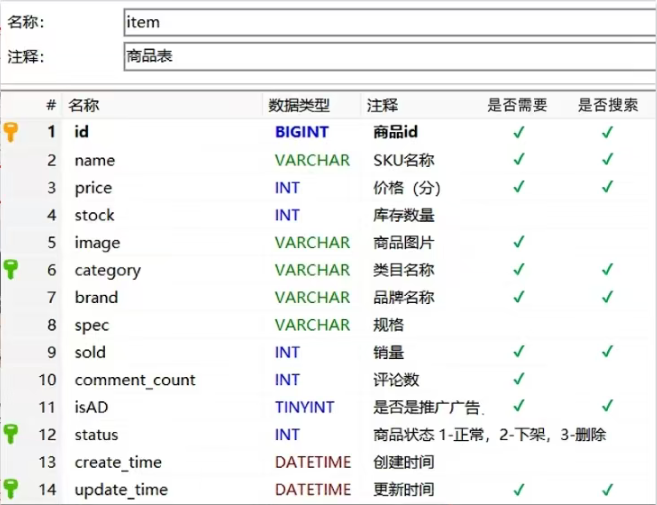 名称： item
注释： 商品表
# 名称 数据类型 注释 是否需要 是否搜索
1 id BIGINT 商品id ✓ ✓
2 name VARCHAR SKU名称 ✓ ✓
3 price INT 价格（分） ✓ ✓
4 stock INT 库存数量
5 image VARCHAR 商品图片 ✓
6 category VARCHAR 类目名称 ✓ ✓
7 brand VARCHAR 品牌名称 ✓ ✓
8 spec VARCHAR 规格
9 sold INT 销量 ✓ ✓
10 comment_count INT 评论数 ✓
11 isAD TINYINT 是否是推广广告. ✓ ✓
12 status INT 商品状态 1-正常，2-下架，3-删除
13 create_time DATETIME 创建时间
14 update_time DATETIME 更新时间 ✓ ✓